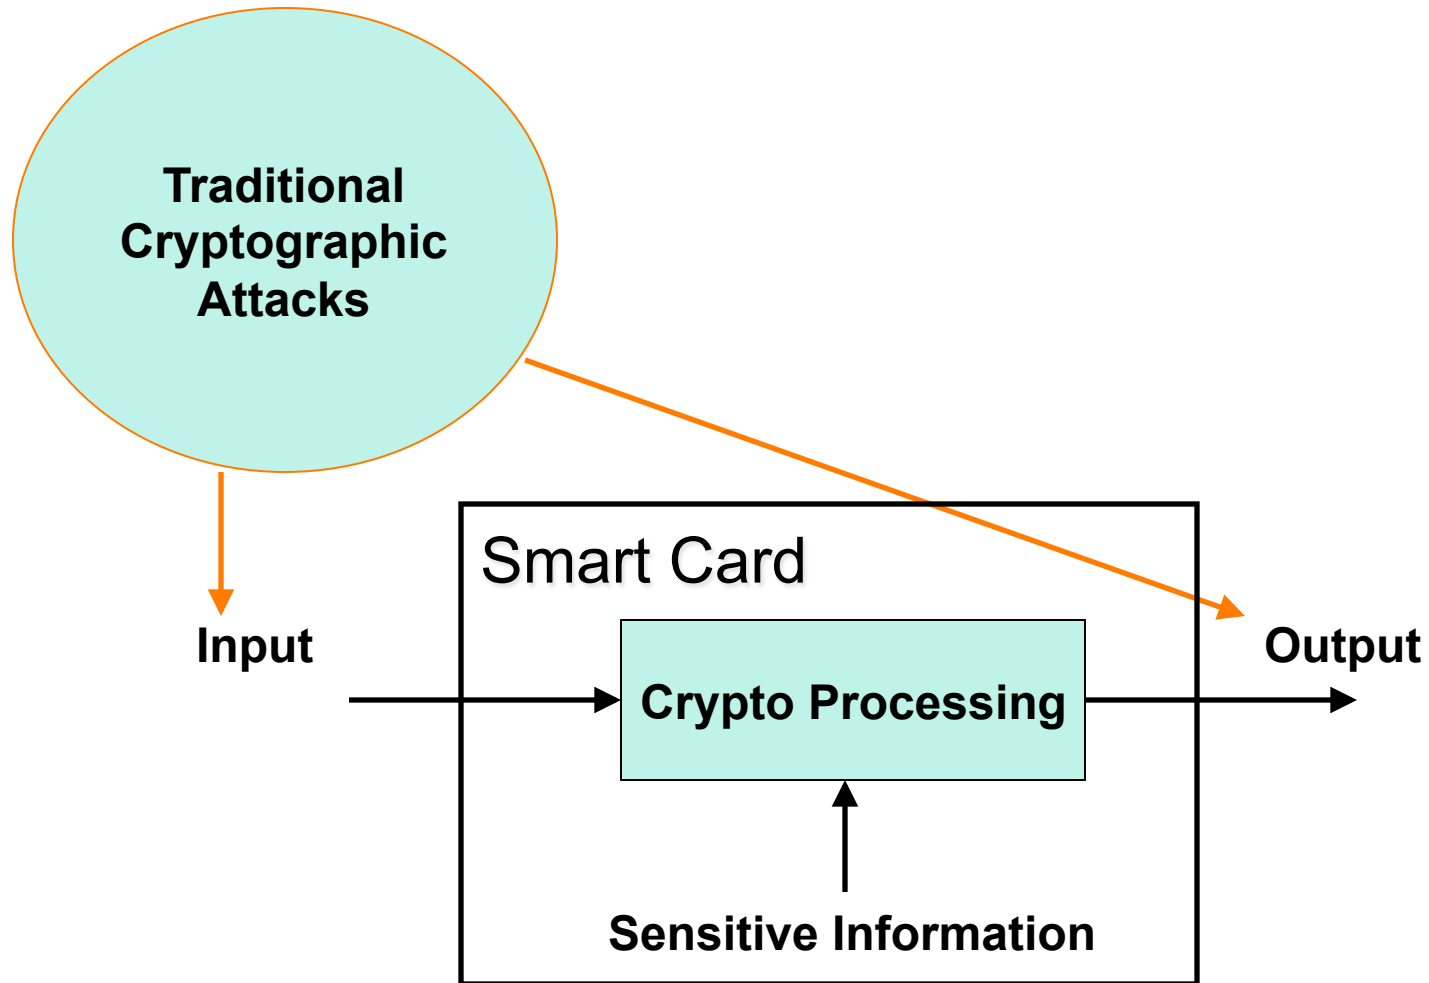 Traditional
Cryptographic
Attacks
Smart Card
Input
Output
Crypto Processing
Sensitive Information